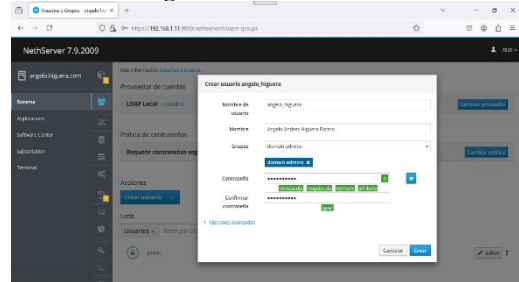 Usuarios y Grupos - angelo hig
https://192.168.1.11:9090/nethserver#/users-groups
NethServer 7.9.2009
root
angelo.higuera.com
Sistema
Applications
Software Center
Subscription
Terminal
Más información Usuarios y Grupos.
Proveedor de cuentas
LDAP Local
Cambiar proveedor
Política de contraseñas
Requerir contraseñas seg
Cambiar política
Acciones
Crear usuario
Lista
Usuarios
Editar
Crear usuario angelo_higuera
Nombre de usuario
angelo_higuera
Nombre
Angelo Andres Higuera
Grupos
domain admins
domain admins
Contraseña
minúscula mayúscula número símbolo
Confirmar contraseña
igual
Opciones avanzadas
Cancelar Crear